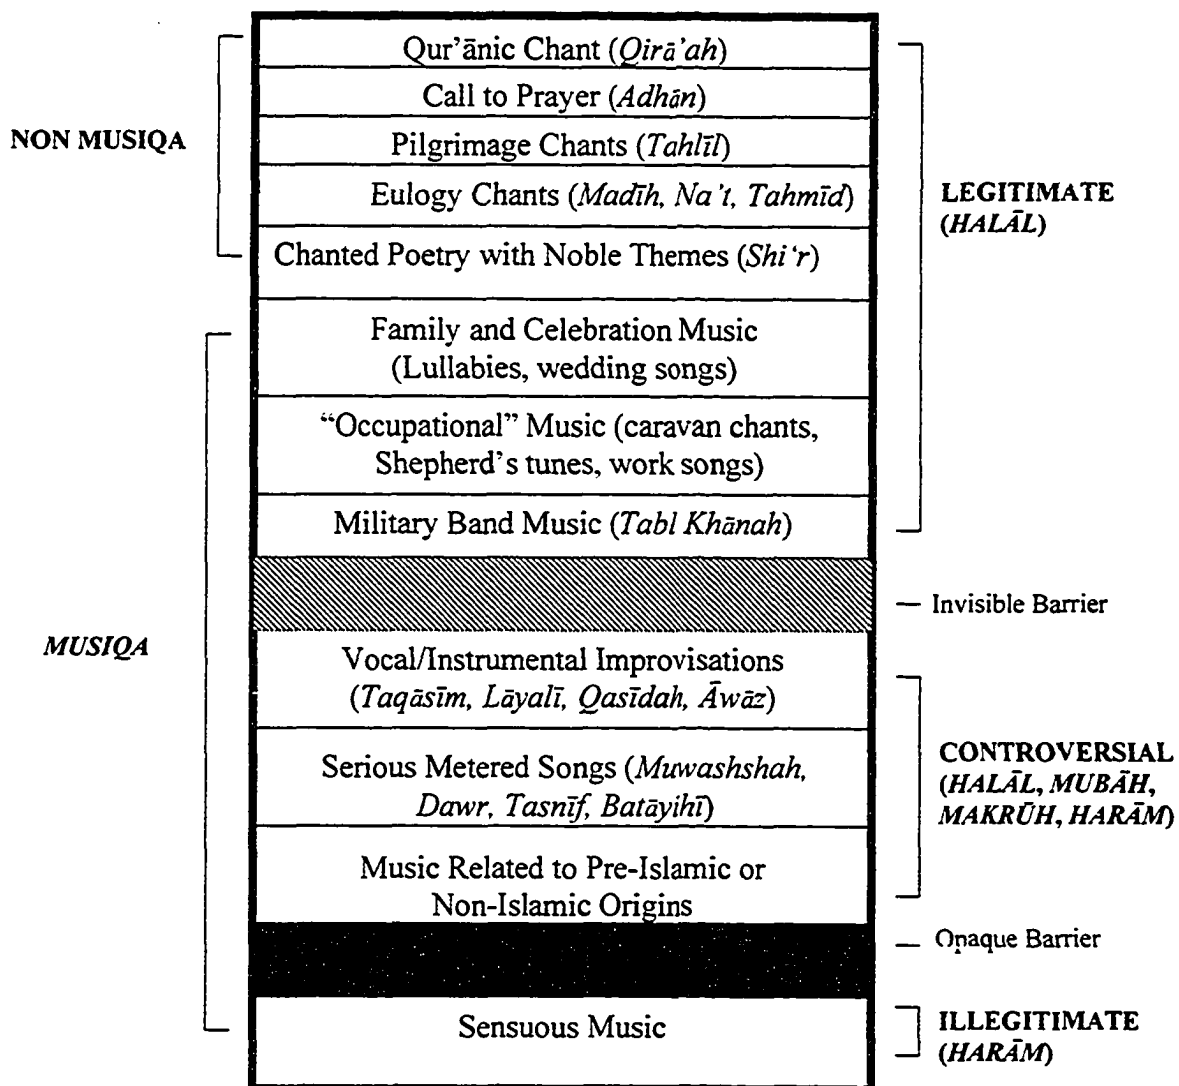 Qur'ānic Chant (Qirā'ah)
Call to Prayer (Adhān)
NON MUSIQA
Pilgrimage Chants (Tahlīl)
Eulogy Chants (Madīh, Na't, Tahmīd)
LEGITIMATE
(HALĀL)
Chanted Poetry with Noble Themes (Shi'r)
Family and Celebration Music
(Lullabies, wedding songs)
“Occupational” Music (caravan chants,
Shepherd's tunes, work songs)
Military Band Music (Tabl Khānah)
Invisible Barrier
MUSIQA
Vocal/Instrumental Improvisations
(Taqāsīm, Lāyalī, Qasīdah, Āwāz)
Serious Metered Songs (Muwashshah,
Dawr, Tasnīf, Batāyihī)
CONTROVERSIAL
(HALĀL, MUBĀH,
MAKRŪH, HARĀM)
Music Related to Pre-Islamic or
Non-Islamic Origins
Opaque Barrier
Sensuous Music
ILLEGITIMATE
(HARĀM)